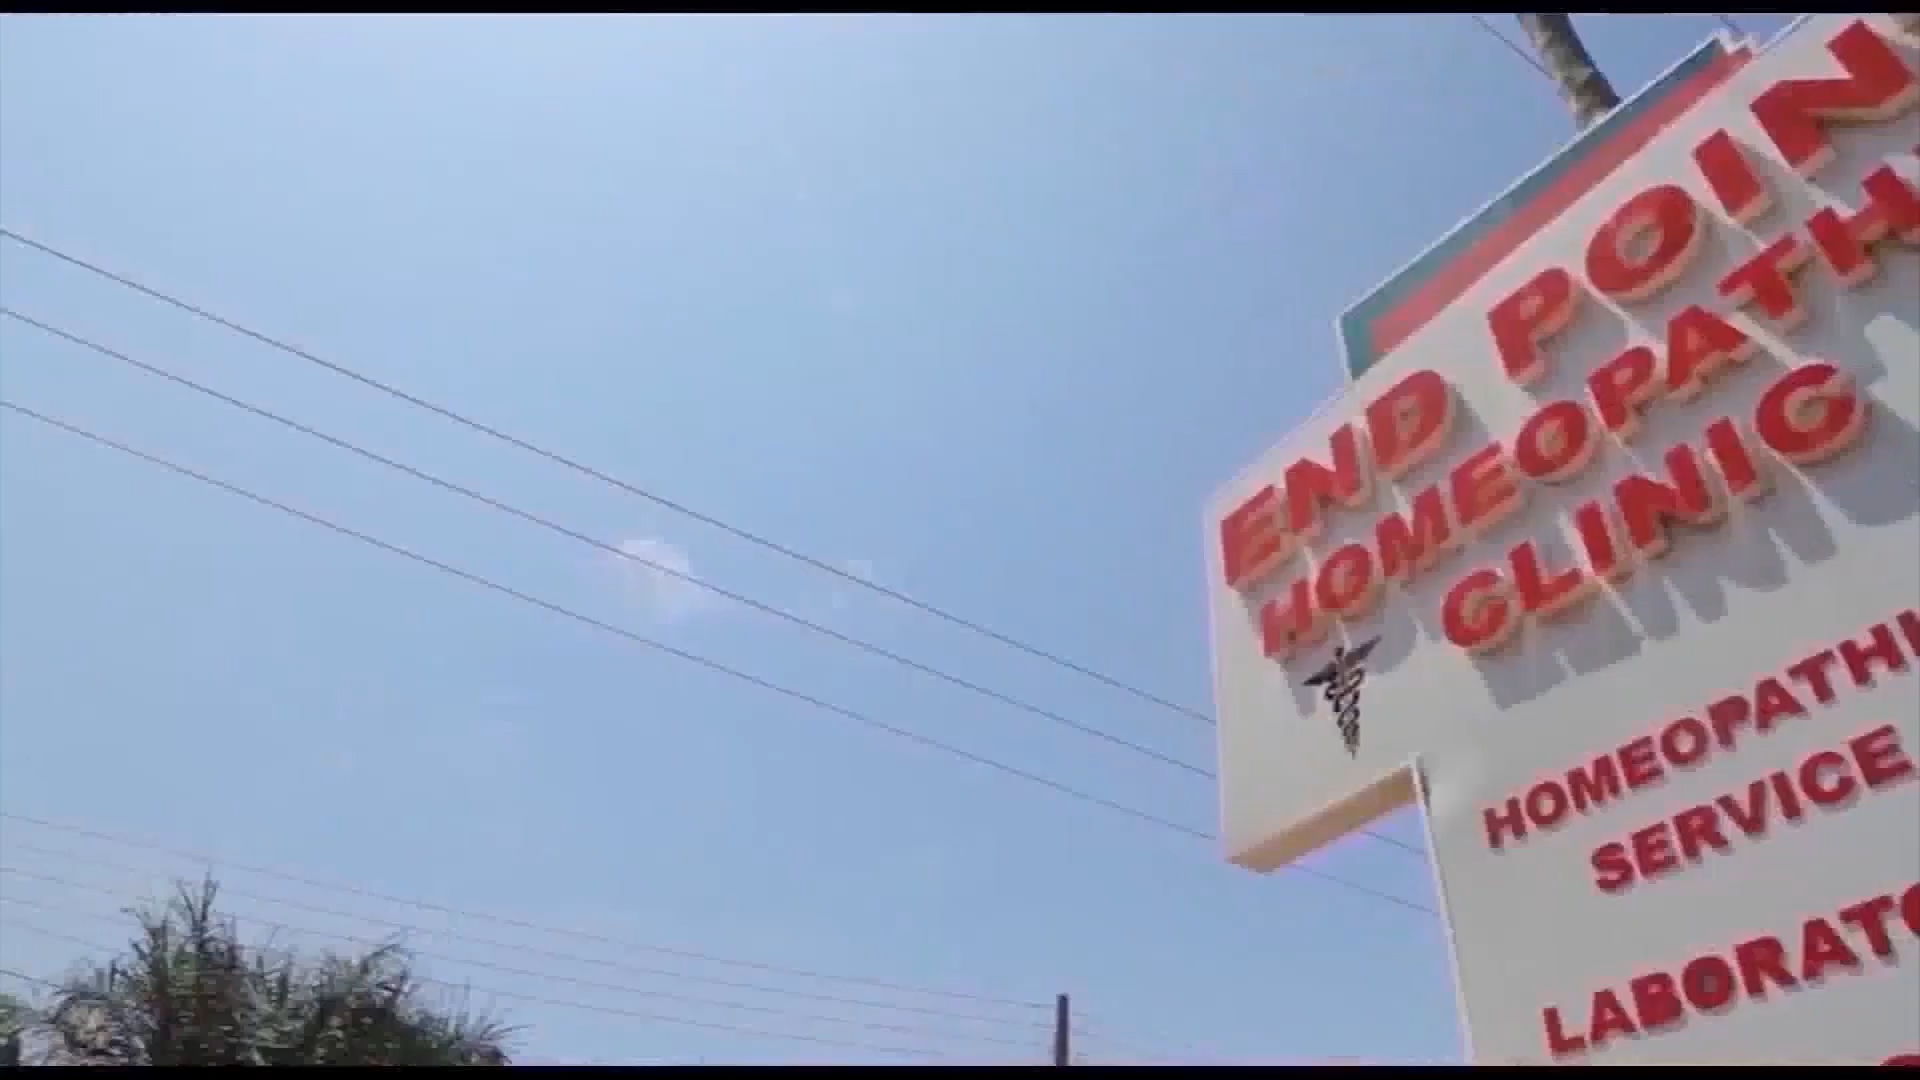 END POIN
HOMEOPATH
CLINIC
HOMEOPATHI
SERVICE
LABORATO